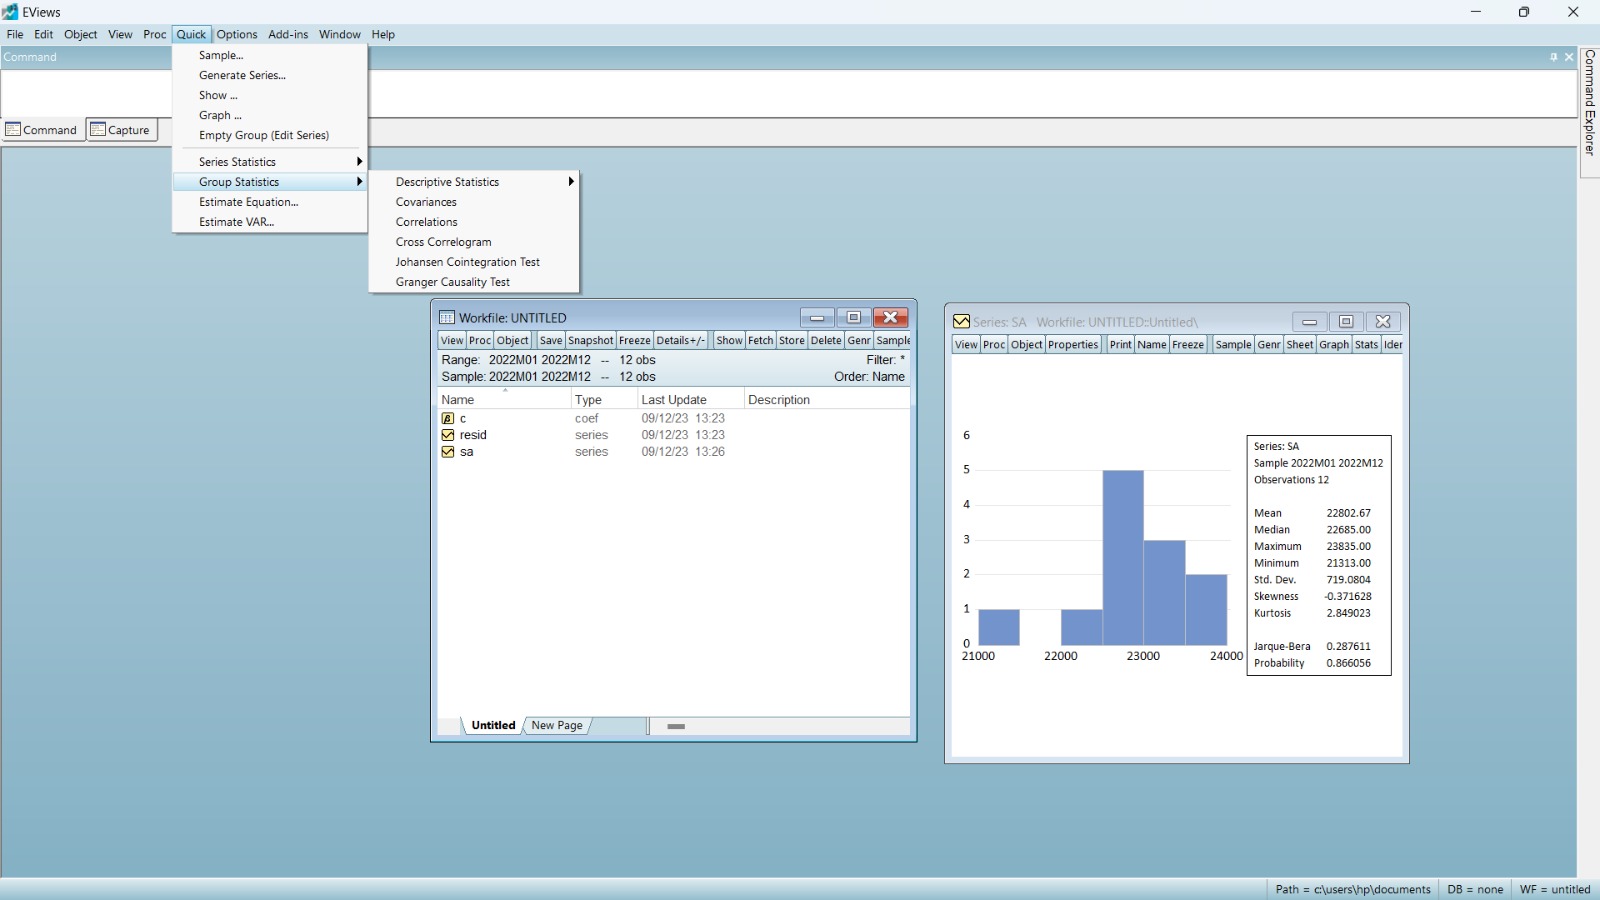 EViews
File Edit Object View Proc Quick Options Add-ins Window Help
Command
Command Capture
Command Explorer
Sample...
Generate Series...
Show ...
Graph ...
Empty Group (Edit Series)
Series Statistics
Group Statistics
Estimate Equation...
Estimate VAR...
Descriptive Statistics
Covariances
Correlations
Cross Correlogram
Johansen Cointegration Test
Granger Causality Test
Workfile: UNTITLED
View Proc Object Save Snapshot Freeze Details+/- Show Fetch Store Delete Genr Sample
Range: 2022M01 2022M12 -- 12 obs Filter: *
Sample: 2022M01 2022M12 -- 12 obs Order: Name
Name Type Last Update Description
β c coef 09/12/23 13:23
resid series 09/12/23 13:23
sa series 09/12/23 13:26
Untitled New Page
Series: SA Workfile: UNTITLED::Untitled\
View Proc Object Properties Print Name Freeze Sample Genr Sheet Graph Stats Iden
6
5
4
3
2
1
0
21000 22000 23000 24000
Series: SA
Sample 2022M01 2022M12
Observations 12
Mean 22802.67
Median 22685.00
Maximum 23835.00
Minimum 21313.00
Std. Dev. 719.0804
Skewness -0.371628
Kurtosis 2.849023
Jarque-Bera 0.287611
Probability 0.866056
Path = c:\users\hp\documents DB = none WF = untitled